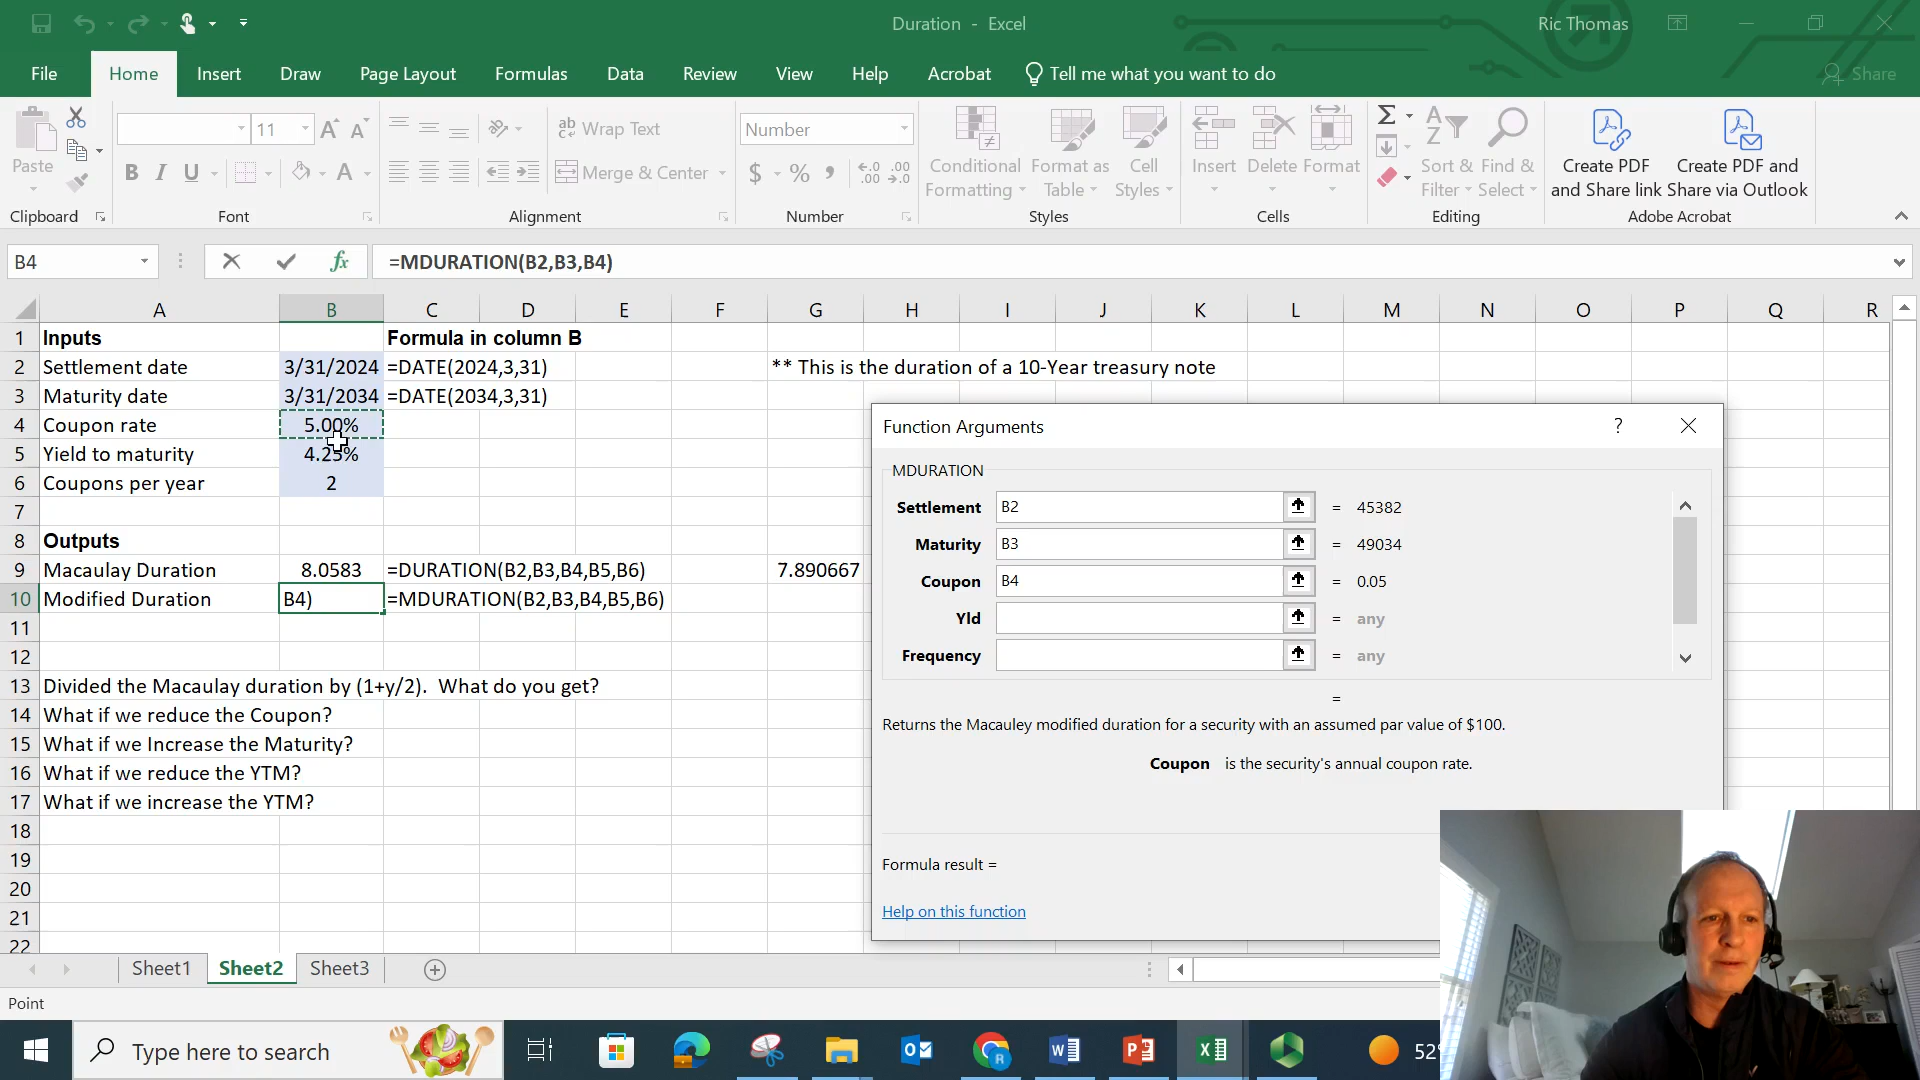 Duration - Excel
Ric Thomas
File Home Insert Draw Page Layout Formulas Data Review View Help Acrobat Tell me what you want to do Share
Paste
11 A A
B I U A
ab Wrap Text
Merge & Center
Number
$ % , .0 .00 .00 .0
Conditional Formatting
Format as Table
Cell Styles
Insert Delete Format
Σ
A Z
Sort & Filter
Find & Select
Create PDF and Share link
Create PDF and Share via Outlook
Clipboard Font Alignment Number Styles Cells Editing Adobe Acrobat
B4 fx =MDURATION(B2,B3,B4)
A B C D E F G H I J K L M N O P Q R
1 Inputs Formula in column B
2 Settlement date 3/31/2024 =DATE(2024,3,31) ** This is the duration of a 10-Year treasury note
3 Maturity date 3/31/2034 =DATE(2034,3,31)
4 Coupon rate 5.00%
5 Yield to maturity 4.25%
6 Coupons per year 2
7
8 Outputs
9 Macaulay Duration 8.0583 =DURATION(B2,B3,B4,B5,B6) 7.890667
10 Modified Duration B4) =MDURATION(B2,B3,B4,B5,B6)
11
12
13 Divided the Macaulay duration by (1+y/2). What do you get?
14 What if we reduce the Coupon?
15 What if we Increase the Maturity?
16 What if we reduce the YTM?
17 What if we increase the YTM?
18
19
20
21
22
Function Arguments ?
MDURATION
Settlement B2 = 45382
Maturity B3 = 49034
Coupon B4 = 0.05
Yld = any
Frequency = any
=
Returns the Macauley modified duration for a security with an assumed par value of $100.
Coupon is the security's annual coupon rate.
Formula result =
Help on this function
Sheet1 Sheet2 Sheet3
Point
Type here to search
52°